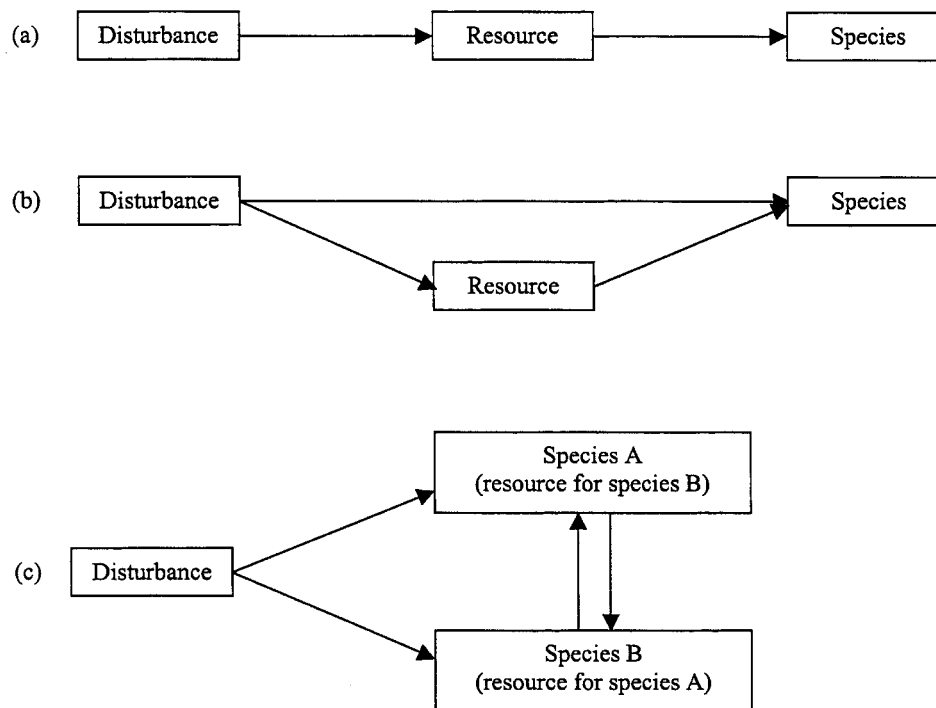 (a) Disturbance Resource Species
(b) Disturbance Species
Resource
Species A
(resource for species B)
(c) Disturbance
Species B
(resource for species A)